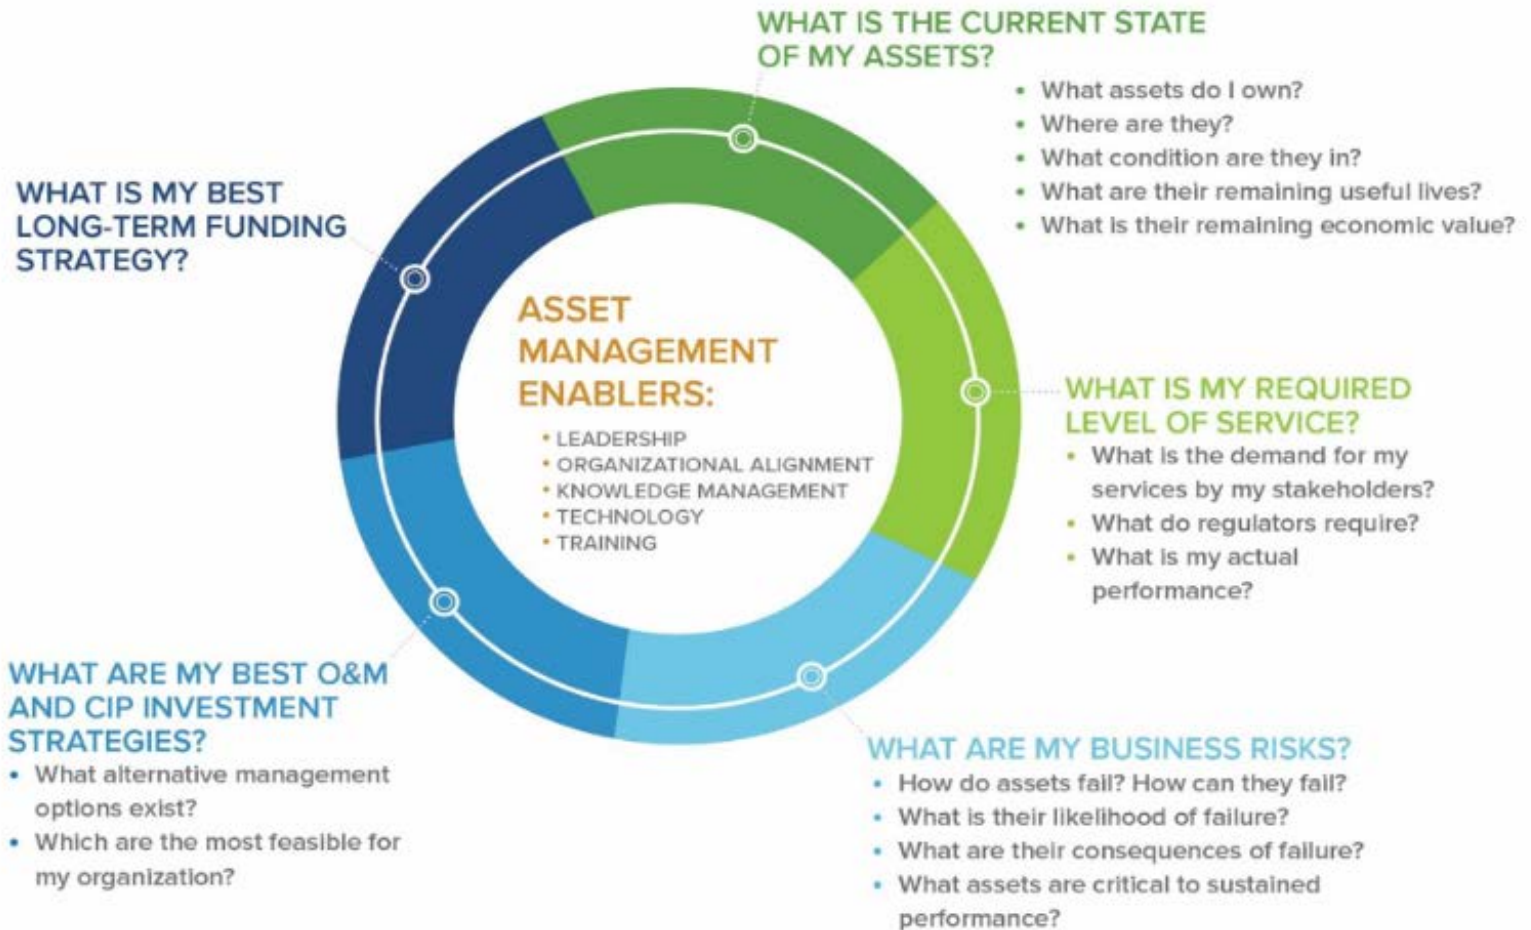 WHAT IS THE CURRENT STATE
OF MY ASSETS?
• What assets do I own?
• Where are they?
• What condition are they in?
• What are their remaining useful lives?
• What is their remaining economic value?
WHAT IS MY BEST
LONG-TERM FUNDING
STRATEGY?
ASSET
MANAGEMENT
ENABLERS:
• LEADERSHIP
• ORGANIZATIONAL ALIGNMENT
• KNOWLEDGE MANAGEMENT
• TECHNOLOGY
• TRAINING
WHAT IS MY REQUIRED
LEVEL OF SERVICE?
• What is the demand for my
services by my stakeholders?
• What do regulators require?
• What is my actual
performance?
WHAT ARE MY BEST O&M
AND CIP INVESTMENT
STRATEGIES?
• What alternative management
options exist?
• Which are the most feasible for
my organization?
WHAT ARE MY BUSINESS RISKS?
• How do assets fail? How can they fail?
• What is their likelihood of failure?
• What are their consequences of failure?
• What assets are critical to sustained
performance?